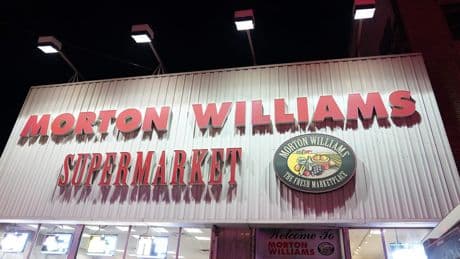 MORTON WILLIAMS
SUPERMARKET
MORTON WILLIAMS
THE FRESH MARKETPLACE
Welcome To
MORTON
WILLIAMS